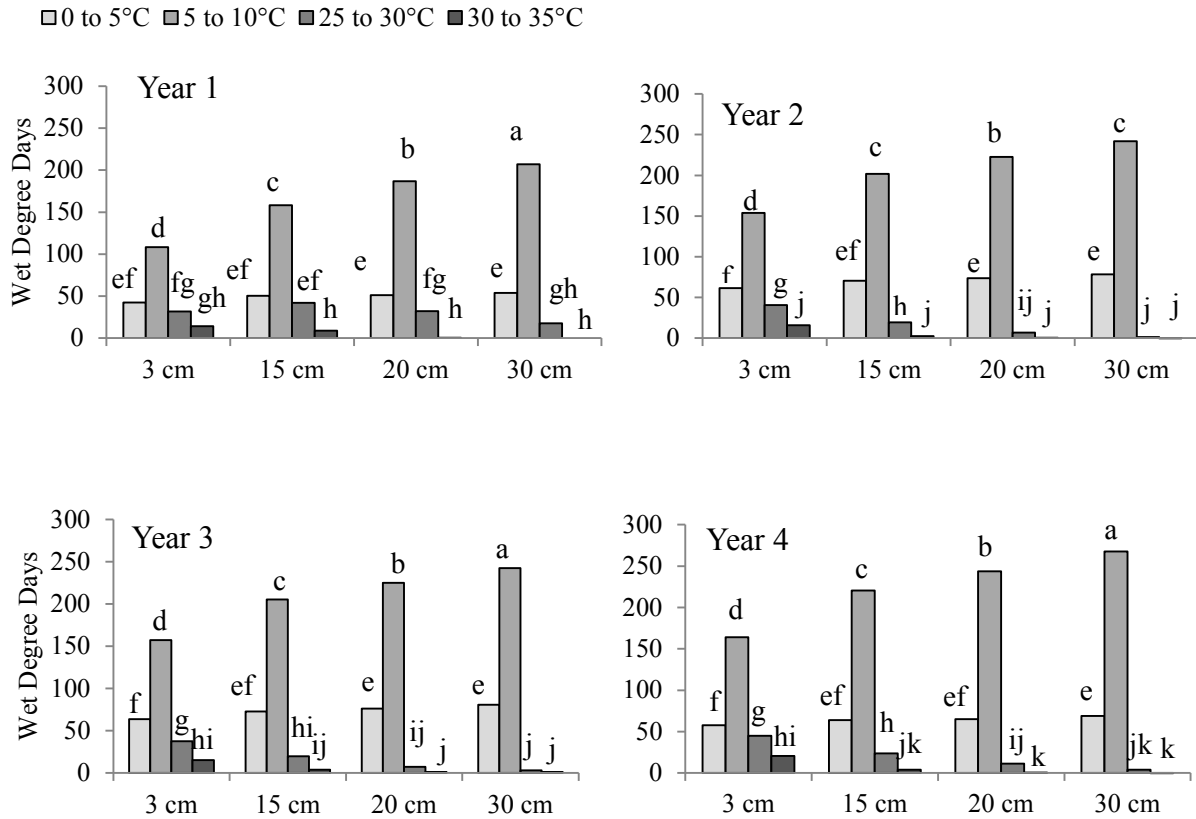 0 to 5°C 5 to 10°C 25 to 30°C 30 to 35°C
Year 1
Wet Degree Days
300
250
200
150
100
50
0
d
c
b
a
ef fg gh
ef ef h
e fg h
e gh h
3 cm 15 cm 20 cm 30 cm
Year 2
300
250
200
150
100
50
0
d
c
b
c
f g j
ef h j
e ij j
e j j
3 cm 15 cm 20 cm 30 cm
Year 3
Wet Degree Days
300
250
200
150
100
50
0
d
c
b
a
f g hi
ef hi ij
e ij j
e j j
3 cm 15 cm 20 cm 30 cm
Year 4
300
250
200
150
100
50
0
d
c
b
a
f g hi
ef h jk
ef ij k
e jk k
3 cm 15 cm 20 cm 30 cm